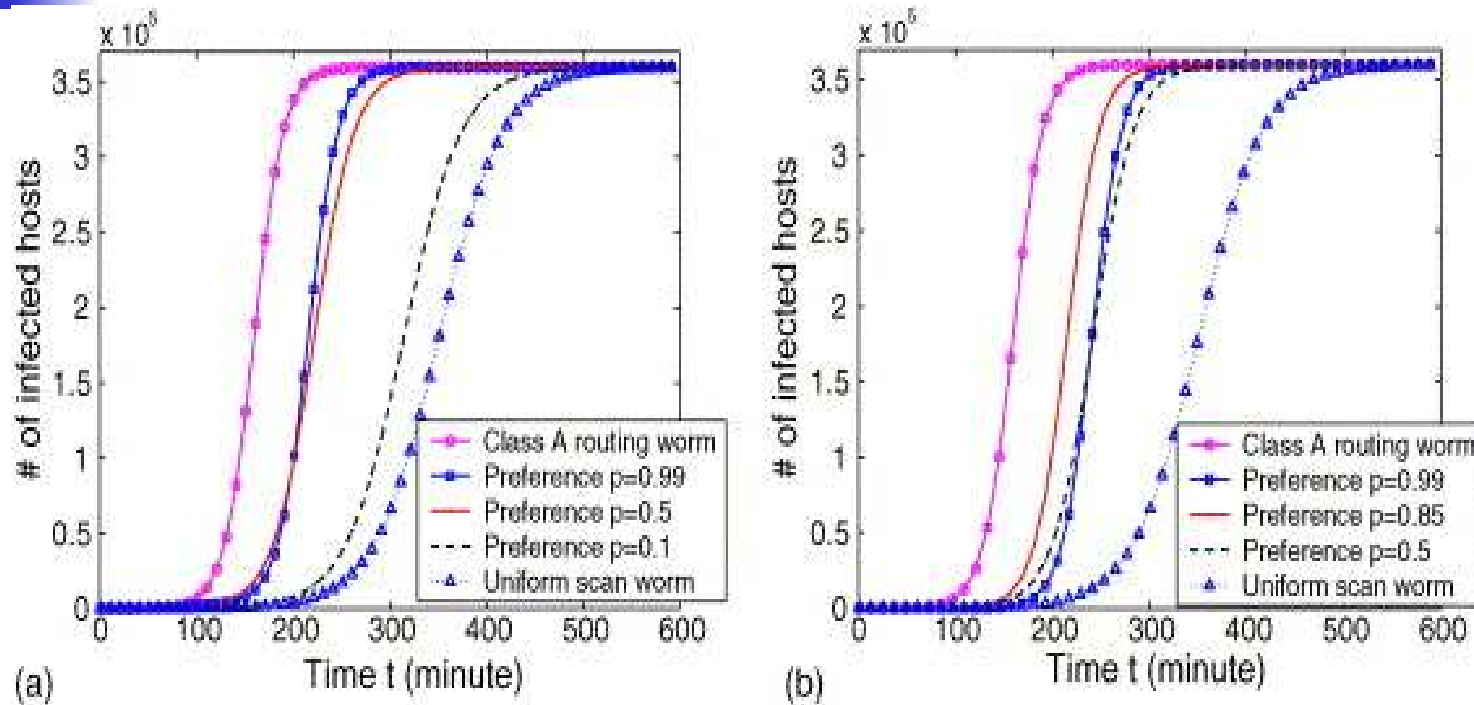 x 10^5
3.5
3
2.5
2
1.5
1
0.5
0
# of infected hosts
Class A routing worm
Preference p=0.99
Preference p=0.5
Preference p=0.1
Uniform scan worm
0 100 200 300 400 500 600
Time t (minute)
(a)
x 10^5
3.5
3
2.5
2
1.5
1
0.5
0
# of infected hosts
Class A routing worm
Preference p=0.99
Preference p=0.85
Preference p=0.5
Uniform scan worm
0 100 200 300 400 500 600
Time t (minute)
(b)